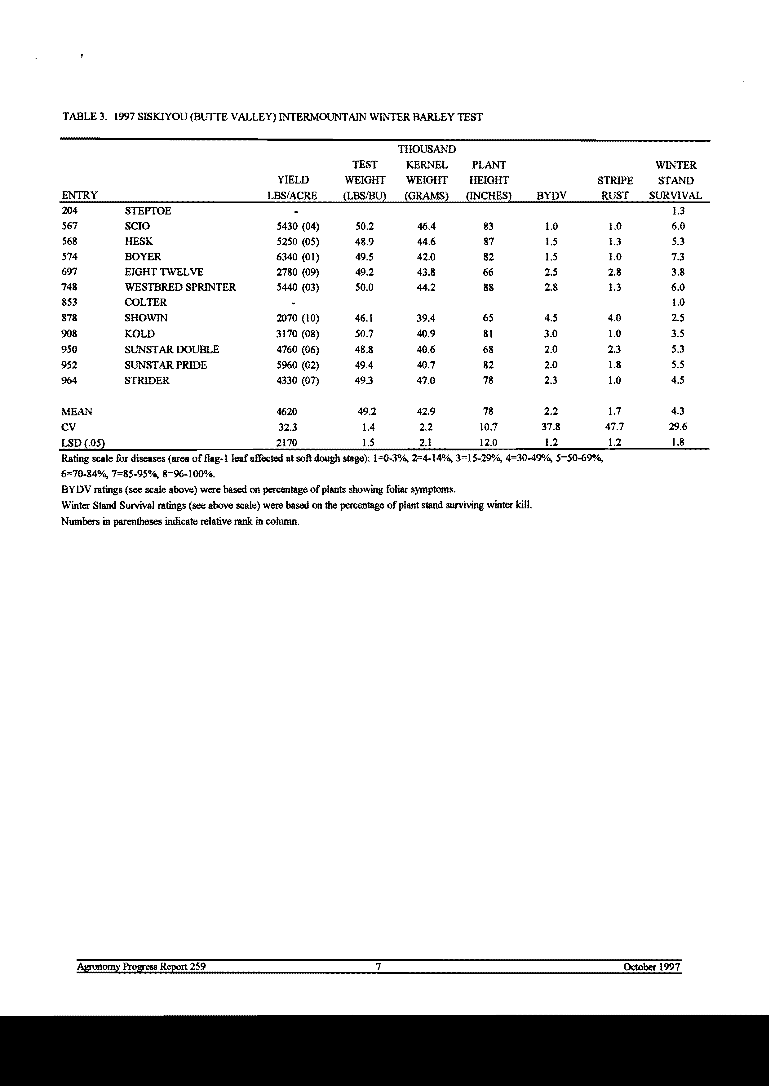 TABLE 3. 1997 SISKIYOU (BUTTE VALLEY) INTERMOUNTAIN WINTER BARLEY TEST
THOUSAND
TEST KERNEL PLANT WINTER
YIELD WEIGHT WEIGHT HEIGHT STRIPE STAND
ENTRY LBS/ACRE (LBS/BU) (GRAMS) (INCHES) BYDV RUST SURVIVAL
204 STEPTOE - 1.3
567 SCIO 5430 (04) 50.2 46.4 83 1.0 1.0 6.0
568 HESK 5250 (05) 48.9 44.6 87 1.5 1.3 5.3
574 BOYER 6340 (01) 49.5 42.0 82 1.5 1.0 7.3
697 EIGHT TWELVE 2780 (09) 49.2 43.8 66 2.5 2.8 3.8
748 WESTBRED SPRINTER 5440 (03) 50.0 44.2 88 2.8 1.3 6.0
853 COLTER - 1.0
878 SHOWIN 2070 (10) 46.1 39.4 65 4.5 4.0 2.5
908 KOLD 3170 (08) 50.7 40.9 81 3.0 1.0 3.5
950 SUNSTAR DOUBLE 4760 (06) 48.8 40.6 68 2.0 2.3 5.3
952 SUNSTAR PRIDE 5960 (02) 49.4 40.7 82 2.0 1.8 5.5
964 STRIDER 4330 (07) 49.3 47.0 78 2.3 1.0 4.5
MEAN 4620 49.2 42.9 78 2.2 1.7 4.3
CV 32.3 1.4 2.2 10.7 37.8 47.7 29.6
LSD (.05) 2170 1.5 2.1 12.0 1.2 1.2 1.8
Rating scale for diseases (area of flag-1 leaf affected at soft dough stage): 1=0-3%, 2=4-14%, 3=15-29%, 4=30-49%, 5=50-69%,
6=70-84%, 7=85-95%, 8=96-100%.
BYDV ratings (see scale above) were based on percentage of plants showing foliar symptoms.
Winter Stand Survival ratings (see above scale) were based on the percentage of plant stand surviving winter kill.
Numbers in parentheses indicate relative rank in column.
Agronomy Progress Report 259 7 October 1997